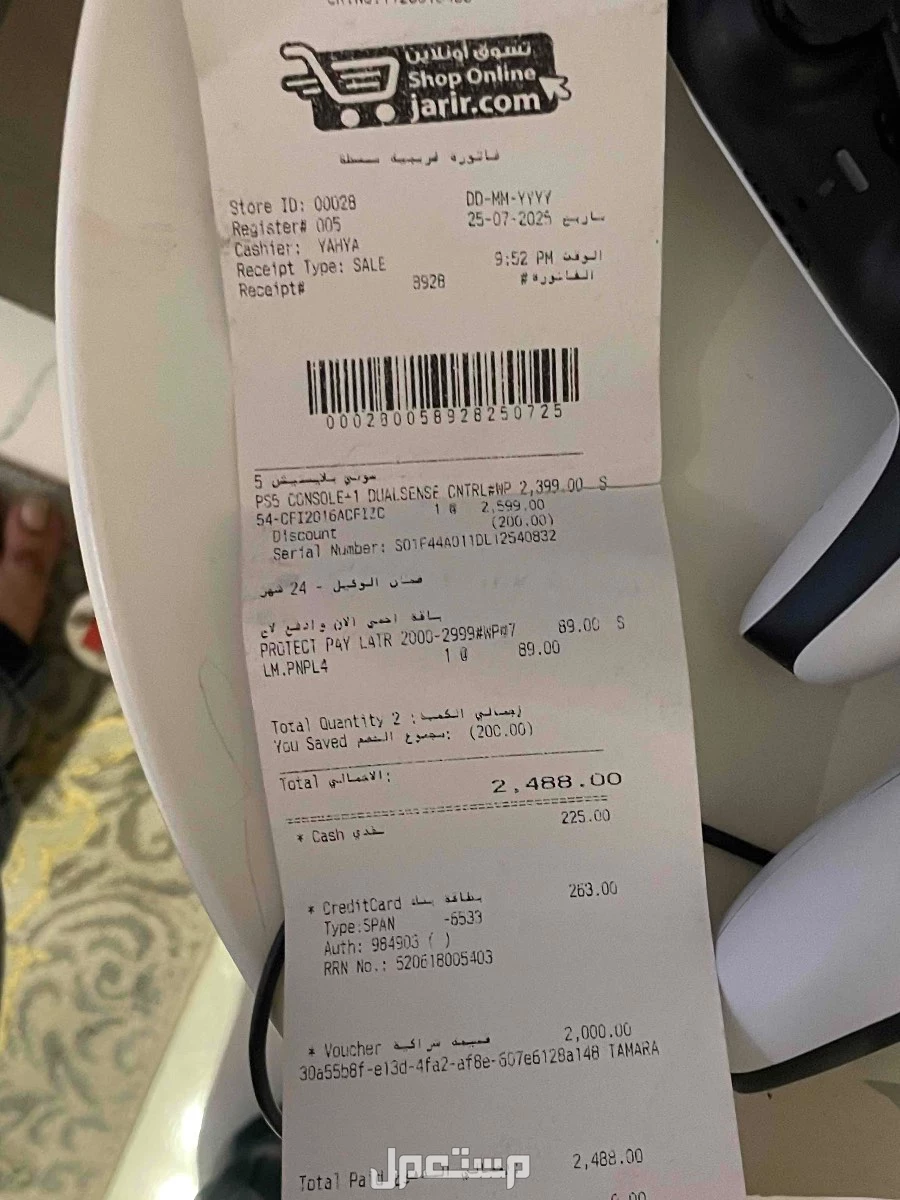 تسوق أونلاين
Shop Online
jarir.com
فاتورة ضريبية مبسطة
Store ID: 00028 DD-MM-YYYY
Register# 005 25-07-2025 تاريخ
Cashier: YAHYA
Receipt Type: SALE 9:52 PM الوقت
Receipt# 8928 الفاتورة#
000280058928250725
سوني بلايستيشن 5
PS5 CONSOLE+1 DUALSENSE CNTRL#WP 2,399.00 S
1 @ 2,599.00
Discount (200.00)
Serial Number:
ضمان الوكيل - 24 شهر
باقة احمي الان وادفع لاح
PROTECT PAY LATR 2000-2999#WP@7 89.00 S
LM.PNPL4 1 @ 89.00
Total Quantity 2 : إجمالي الكمية
You Saved مجموع الخصم: (200.00)
Total الاجمالي: 2,488.00
* Cash نقدي 225.00
* CreditCard بطاقة بنك 263.00
Type:SPAN -6533
Auth: 984903 ( )
RRN No.: 520618005403
* Voucher قسيمة شرائية 2,000.00
30a55b8f-e13d-4fa2-af8e-607e6128a148 TAMARA
Total Paid 2,488.00
مستعمل